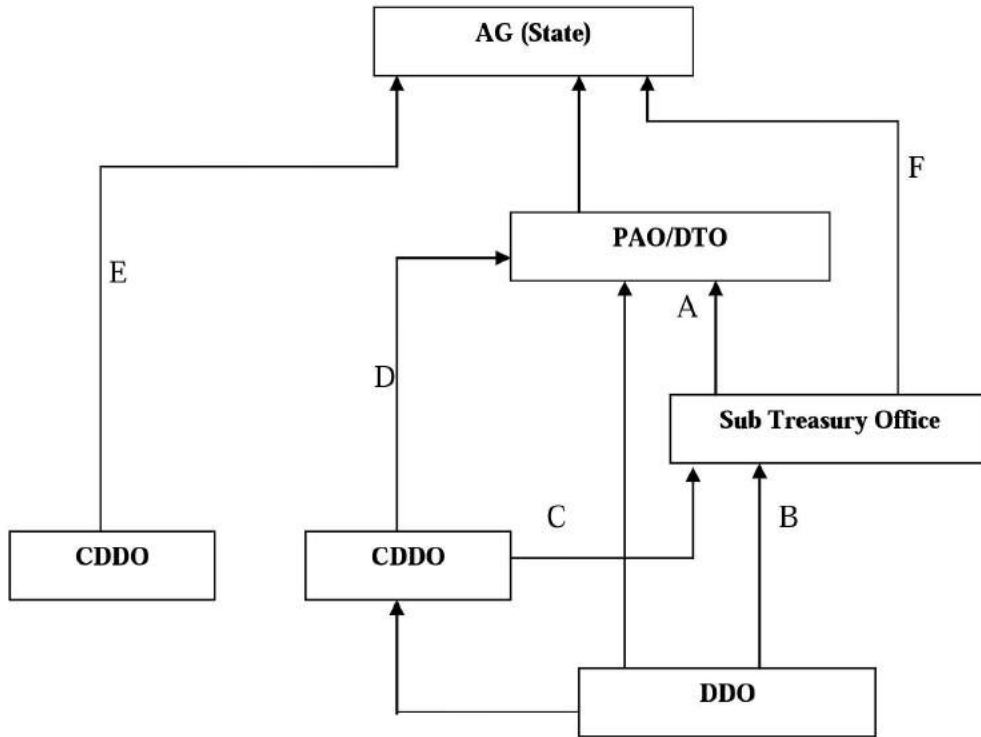 AG (State)
F
PAO/DTO
E
A
D
Sub Treasury Office
C
B
CDDO
CDDO
DDO